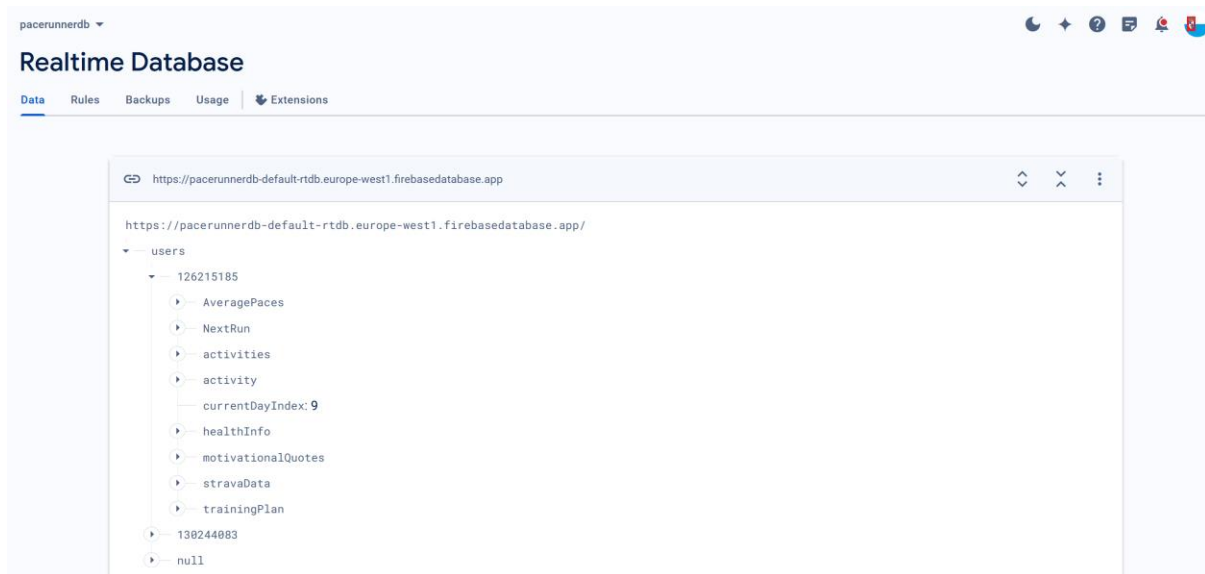 pacerunnerdb
Realtime Database
Data Rules Backups Usage Extensions
https://pacerunnerdb-default-rtdb.europe-west1.firebasedatabase.app
https://pacerunnerdb-default-rtdb.europe-west1.firebasedatabase.app/
users
126215185
AveragePaces
NextRun
activities
activity
currentDayIndex: 9
healthInfo
motivationalQuotes
stravaData
trainingPlan
130244083
null